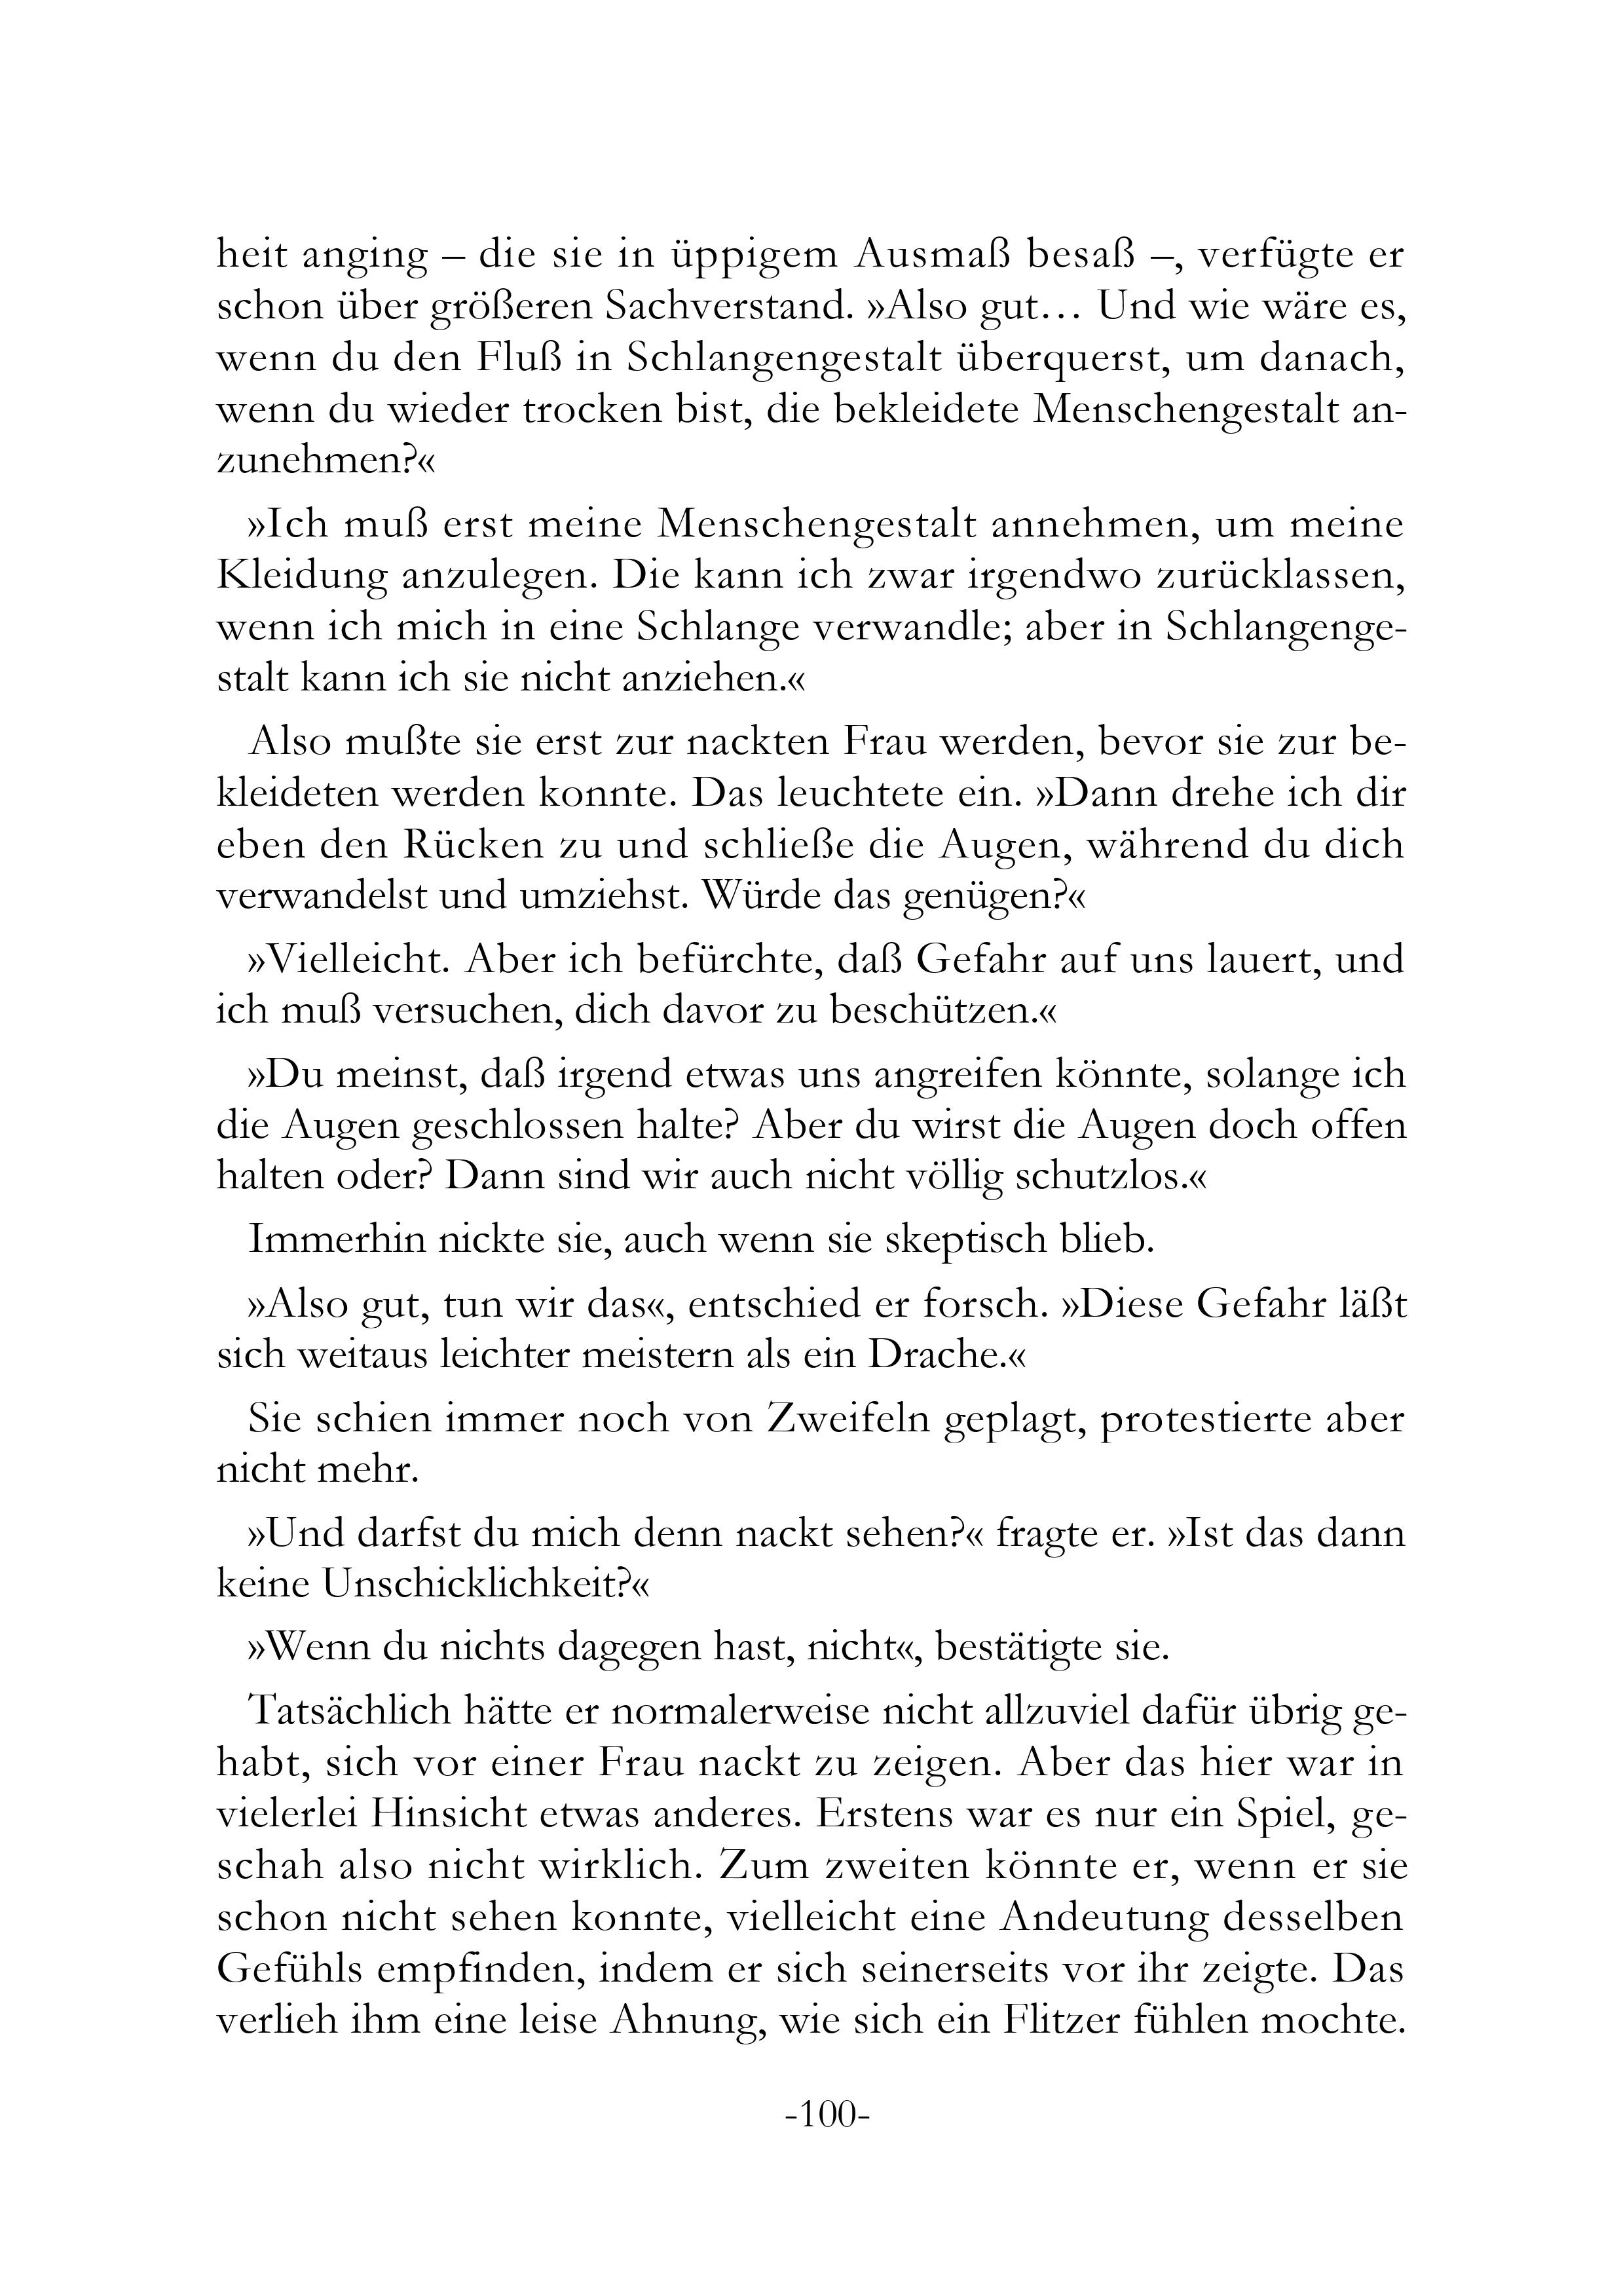 heit anging – die sie in üppigem Ausmaß besaß –, verfügte er
schon über größeren Sachverstand. »Also gut… Und wie wäre es,
wenn du den Fluß in Schlangengestalt überquerst, um danach,
wenn du wieder trocken bist, die bekleidete Menschengestalt an-
zunehmen?«
»Ich muß erst meine Menschengestalt annehmen, um meine
Kleidung anzulegen. Die kann ich zwar irgendwo zurücklassen,
wenn ich mich in eine Schlange verwandle; aber in Schlangenge-
stalt kann ich sie nicht anziehen.«
Also mußte sie erst zur nackten Frau werden, bevor sie zur be-
kleideten werden konnte. Das leuchtete ein. »Dann drehe ich dir
eben den Rücken zu und schließe die Augen, während du dich
verwandelst und umziehst. Würde das genügen?«
»Vielleicht. Aber ich befürchte, daß Gefahr auf uns lauert, und
ich muß versuchen, dich davor zu beschützen.«
»Du meinst, daß irgend etwas uns angreifen könnte, solange ich
die Augen geschlossen halte? Aber du wirst die Augen doch offen
halten oder? Dann sind wir auch nicht völlig schutzlos.«
Immerhin nickte sie, auch wenn sie skeptisch blieb.
»Also gut, tun wir das«, entschied er forsch. »Diese Gefahr läßt
sich weitaus leichter meistern als ein Drache.«
Sie schien immer noch von Zweifeln geplagt, protestierte aber
nicht mehr.
»Und darfst du mich denn nackt sehen?« fragte er. »Ist das dann
keine Unschicklichkeit?«
»Wenn du nichts dagegen hast, nicht«, bestätigte sie.
Tatsächlich hätte er normalerweise nicht allzuviel dafür übrig ge-
habt, sich vor einer Frau nackt zu zeigen. Aber das hier war in
vielerlei Hinsicht etwas anderes. Erstens war es nur ein Spiel, ge-
schah also nicht wirklich. Zum zweiten könnte er, wenn er sie
schon nicht sehen konnte, vielleicht eine Andeutung desselben
Gefühls empfinden, indem er sich seinerseits vor ihr zeigte. Das
verlieh ihm eine leise Ahnung, wie sich ein Flitzer fühlen mochte.
-100-